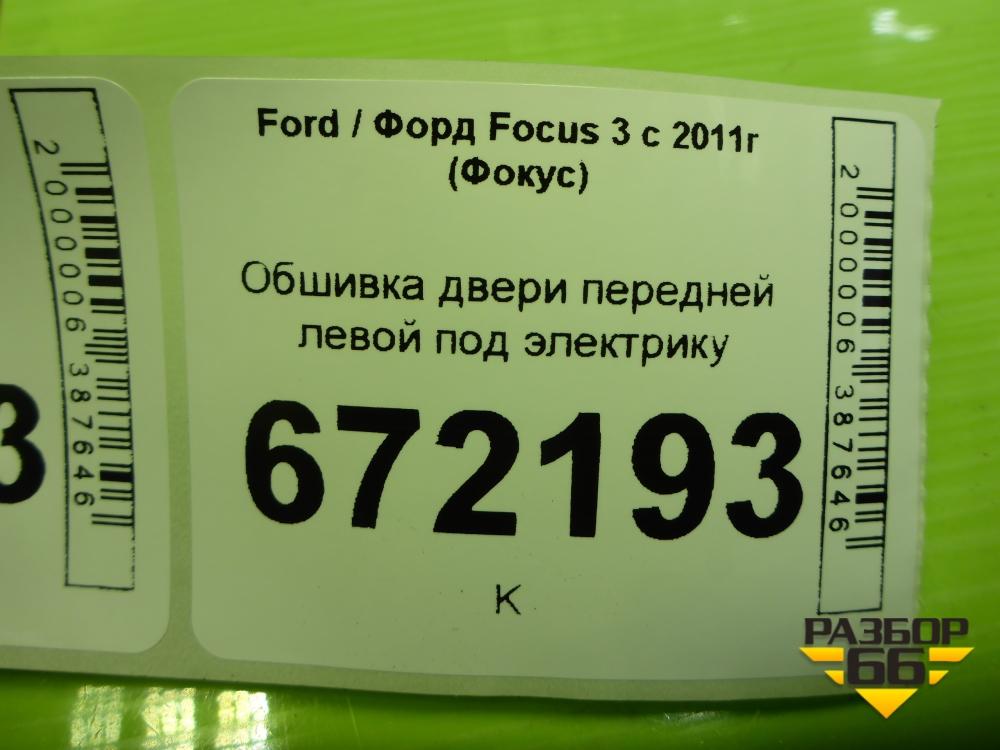 Ford / Форд Focus 3 с 2011г
(Фокус)
Обшивка двери передней
левой под электрику
672193
К
2000006387646
3
2000006387646
РАЗБОР
66